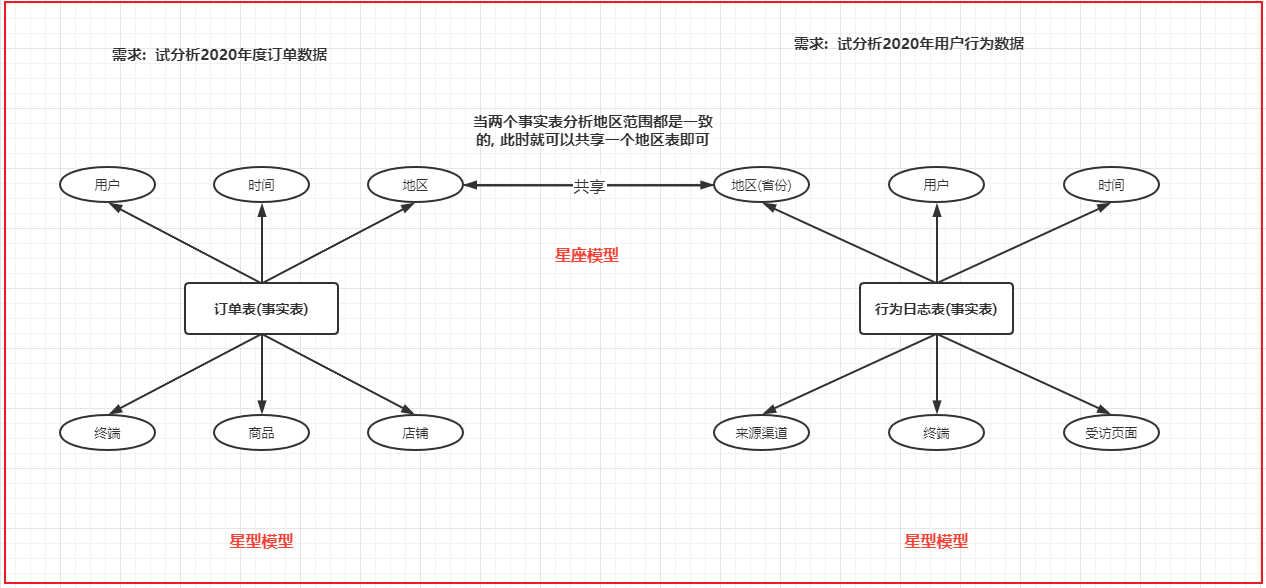 需求: 试分析2020年度订单数据
需求: 试分析2020年用户行为数据
当两个事实表分析地区范围都是一致
的, 此时就可以共享一个地区表即可
用户
时间
地区
共享
地区(省份)
用户
时间
星座模型
订单表(事实表)
行为日志表(事实表)
终端
商品
店铺
来源渠道
终端
受访页面
星型模型
星型模型